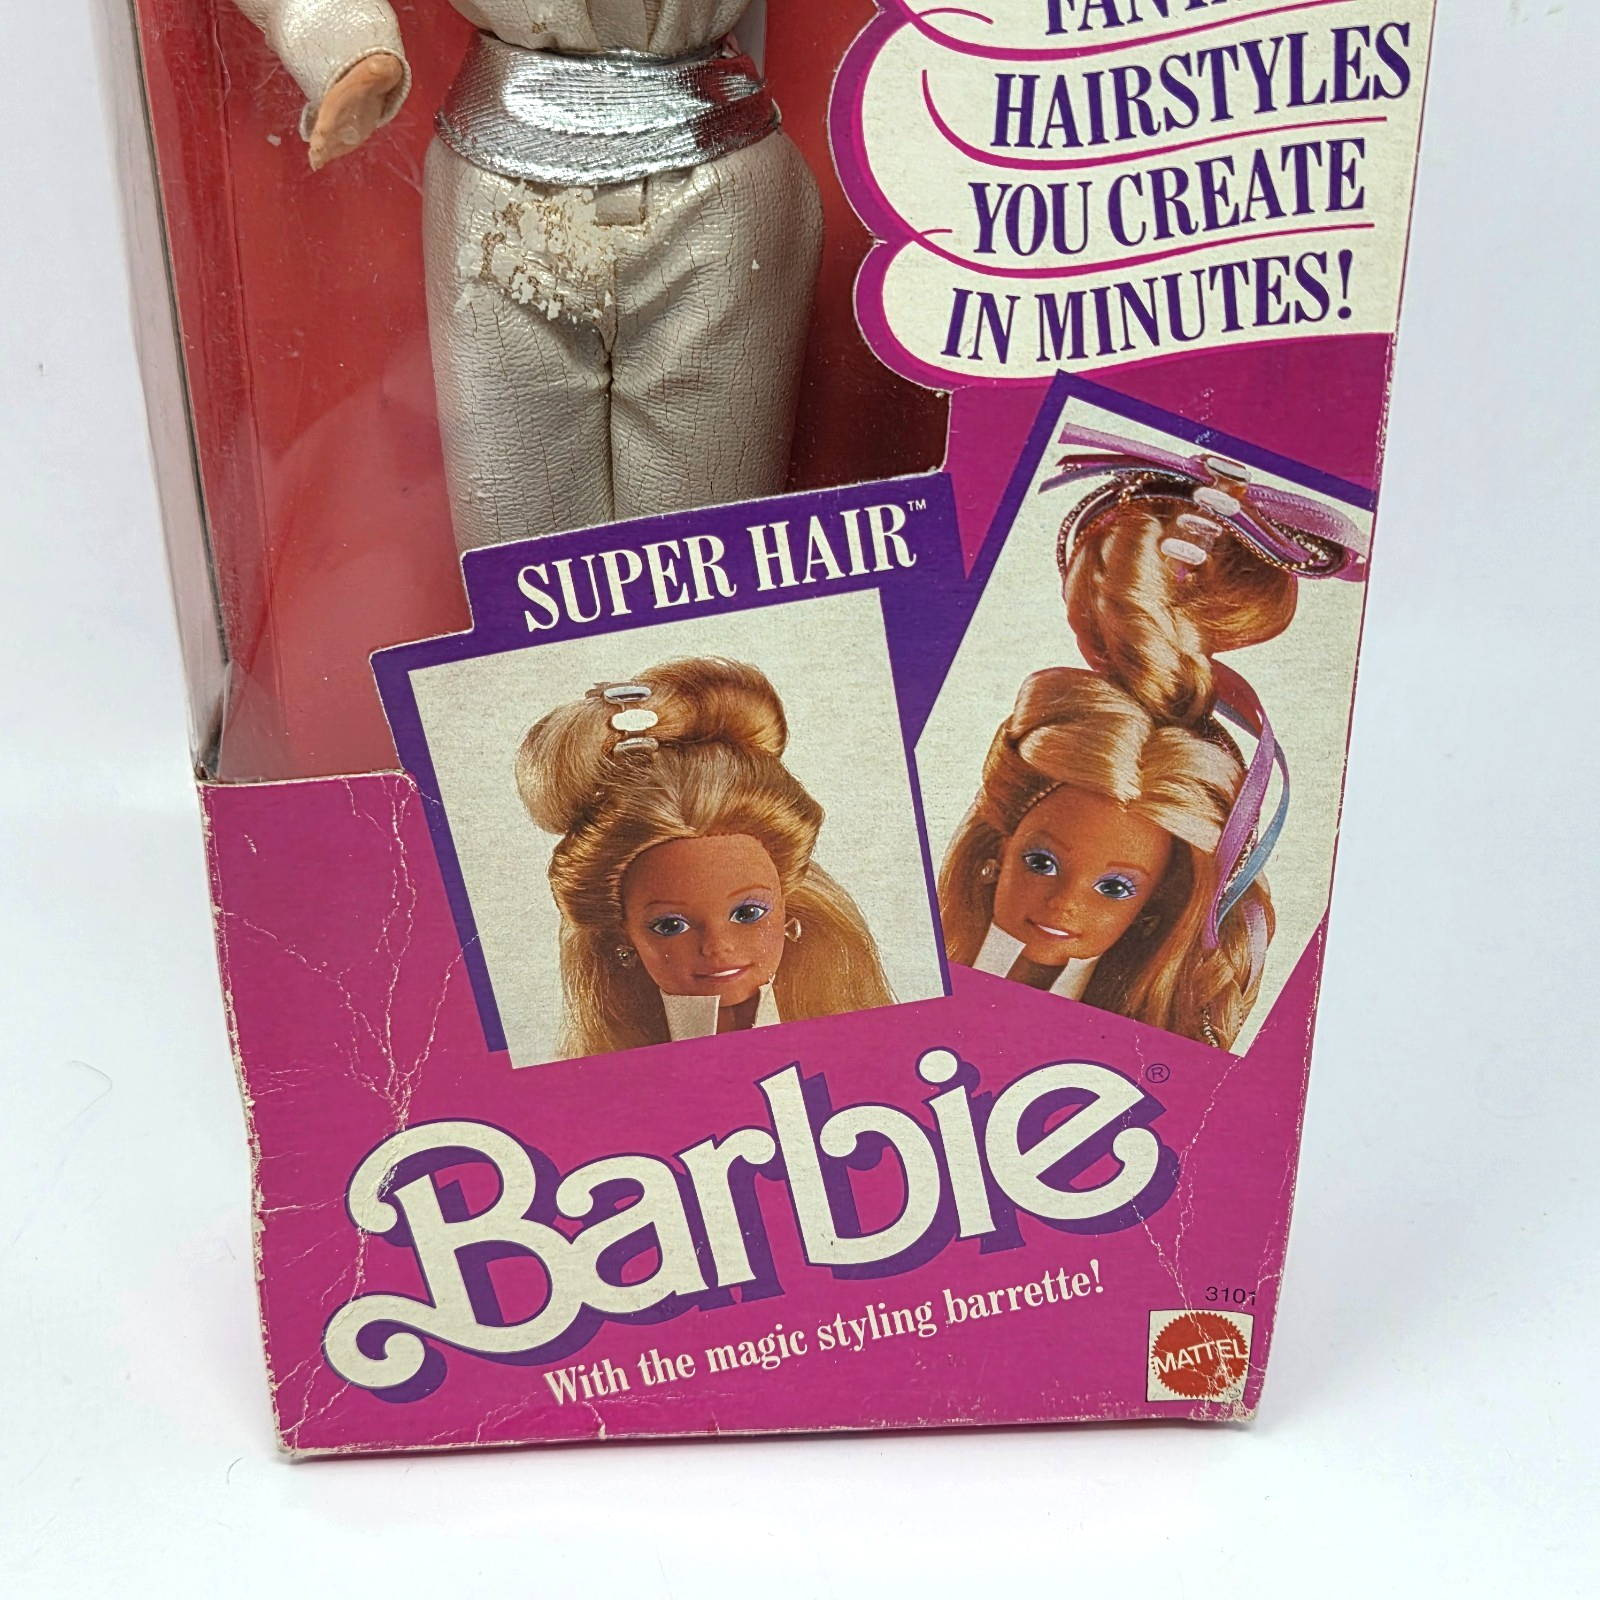 HAIRSTYLES
YOU CREATE
IN MINUTES!
SUPER HAIR™
Barbie®
With the magic styling barrette!
3101
MATTEL